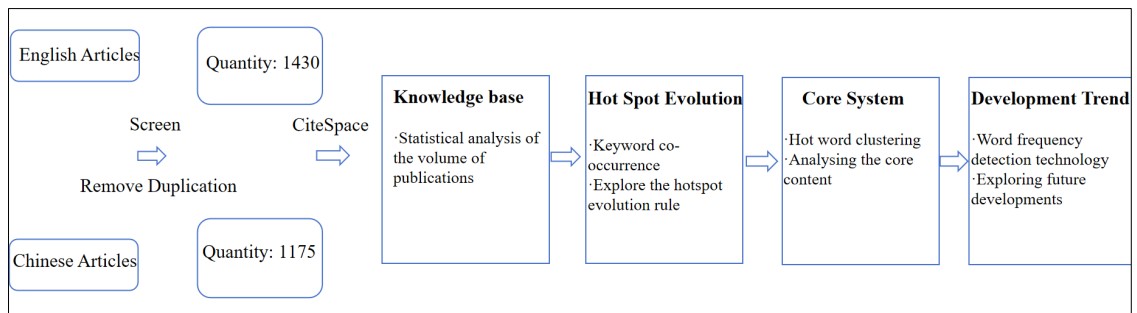 English Articles
Quantity: 1430
Screen
Remove Duplication
CiteSpace
Chinese Articles
Quantity: 1175
Knowledge base
·Statistical analysis of
the volume of
publications
Hot Spot Evolution
·Keyword co-
occurrence
·Explore the hotspot
evolution rule
Core System
·Hot word clustering
·Analysing the core
content
Development Trend
·Word frequency
detection technology
·Exploring future
developments